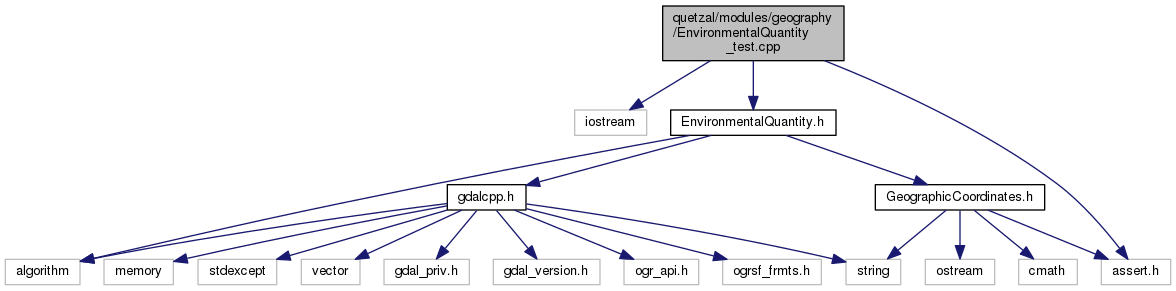 quetzal/modules/geography
/EnvironmentalQuantity
_test.cpp
iostream
EnvironmentalQuantity.h
gdalcpp.h
GeographicCoordinates.h
algorithm
memory
stdexcept
vector
gdal_priv.h
gdal_version.h
ogr_api.h
ogrsf_frmts.h
string
ostream
cmath
assert.h